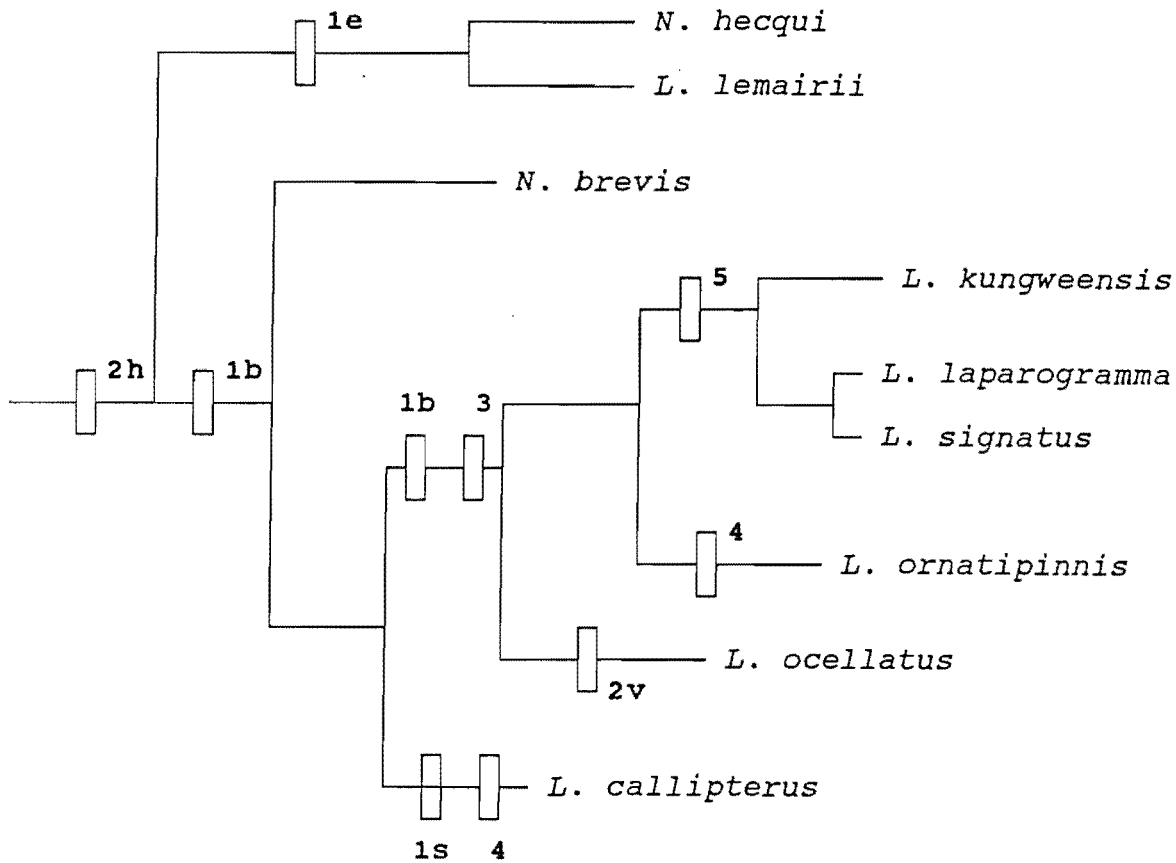 1e
N. hecqui
L. lemairii
N. brevis
5
L. kungweensis
2h 1b
L. laparogramma
1b 3
L. signatus
4
L. ornatipinnis
L. ocellatus
2v
L. callipterus
1s 4